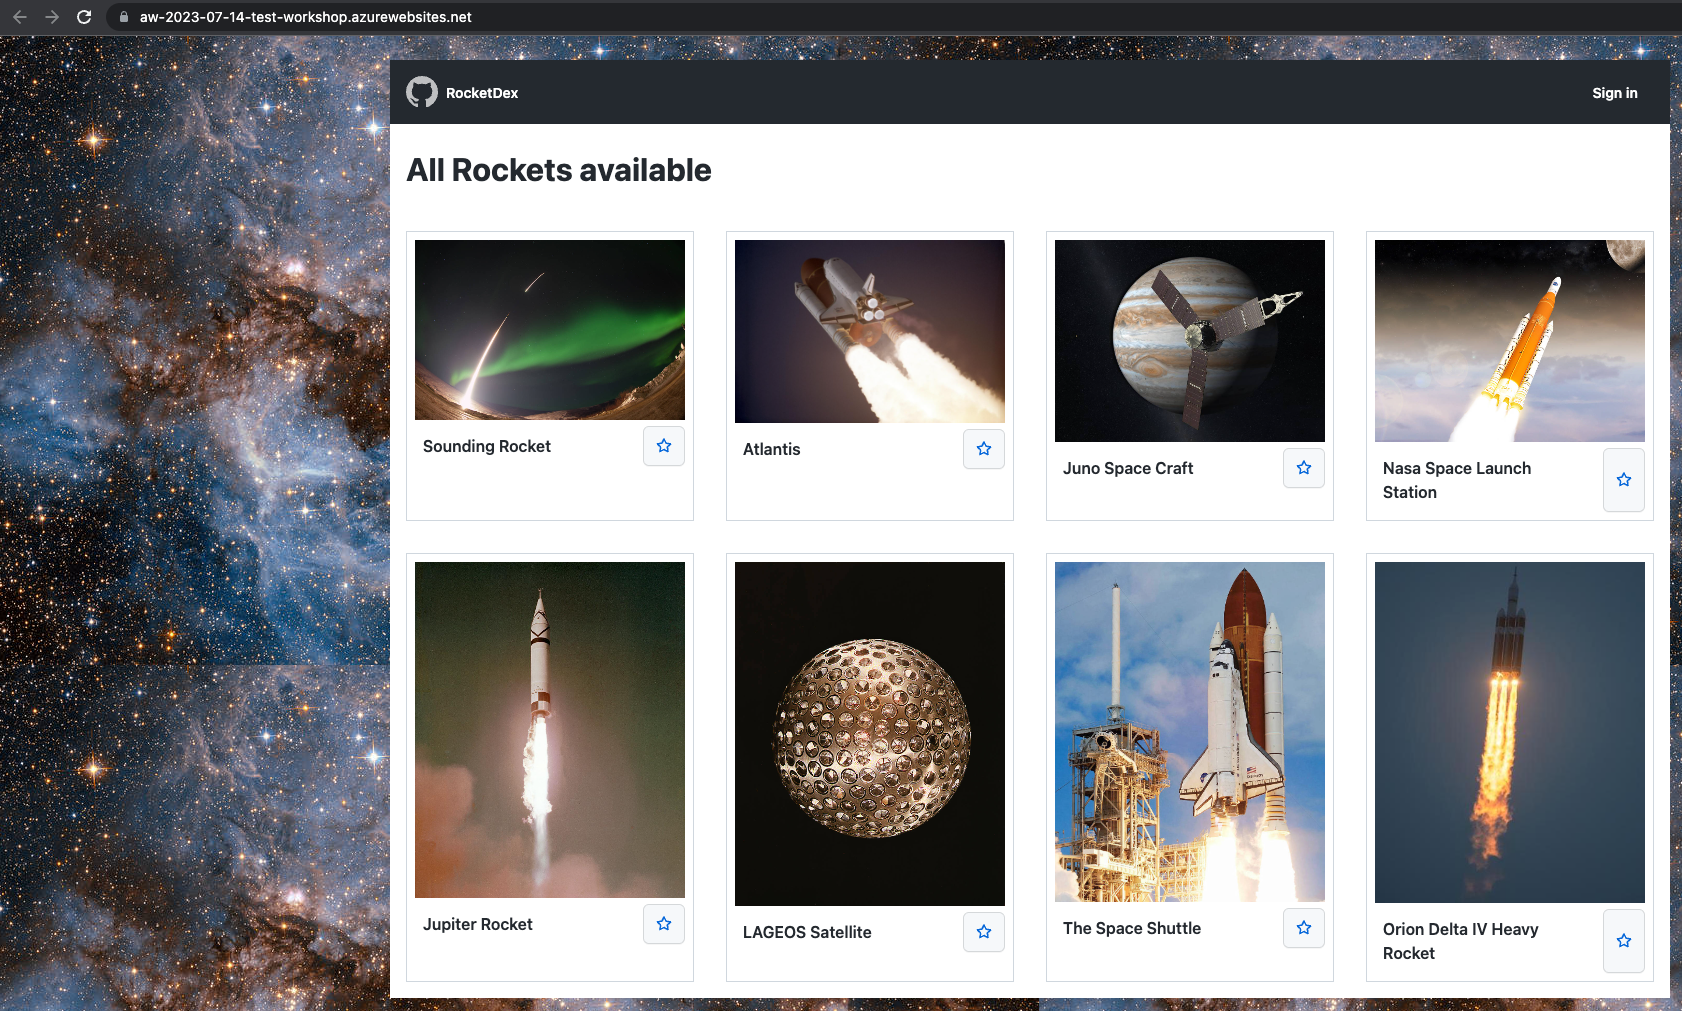 aw-2023-07-14-test-workshop.azurewebsites.net
RocketDex
Sign in
All Rockets available
Sounding Rocket
Atlantis
Juno Space Craft
Nasa Space Launch
Station
Jupiter Rocket
LAGEOS Satellite
The Space Shuttle
Orion Delta IV Heavy
Rocket